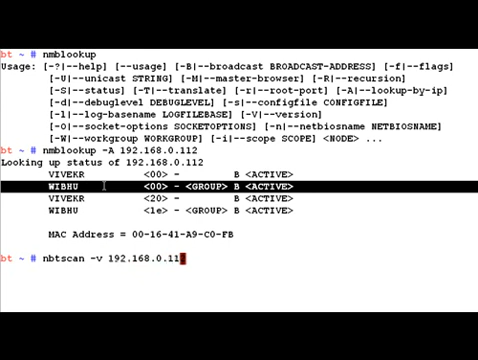 bt ~ # nmblookup
Usage: [-?|--help] [--usage] [-B|--broadcast BROADCAST-ADDRESS] [-f|--flags]
[-U|--unicast STRING] [-M|--master-browser] [-R|--recursion]
[-S|--status] [-T|--translate] [-r|--root-port] [-A|--lookup-by-ip]
[-d|--debuglevel DEBUGLEVEL] [-s|--configfile CONFIGFILE]
[-l|--log-basename LOGFILEBASE] [-V|--version]
[-O|--socket-options SOCKETOPTIONS] [-n|--netbiosname NETBIOSNAME]
[-W|--workgroup WORKGROUP] [-i|--scope SCOPE] <NODE> ...
bt ~ # nmblookup -A 192.168.0.112
Looking up status of 192.168.0.112
VIVEKR <00> - B <ACTIVE>
WIBHU <00> - <GROUP> B <ACTIVE>
VIVEKR <20> - B <ACTIVE>
WIBHU <1e> - <GROUP> B <ACTIVE>
MAC Address = 00-16-41-A9-C0-FB
bt ~ # nbtscan -v 192.168.0.11